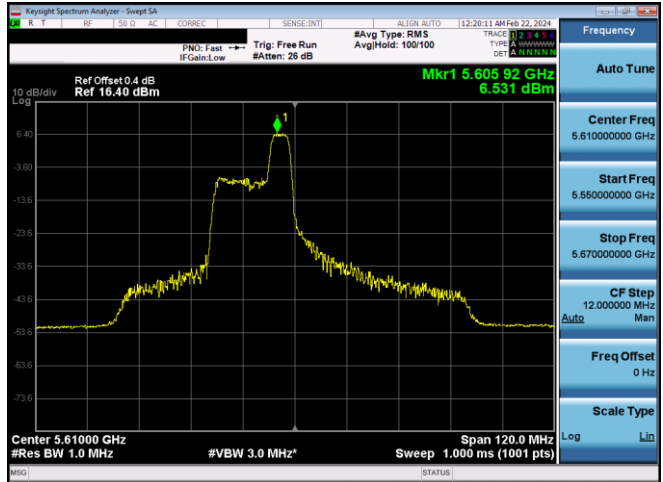 Keysight Spectrum Analyzer - Swept SA
R T RF 50 Ω AC CORREC SENSE:INT ALIGN AUTO 12:20:11 AM Feb 22, 2024
PNO: Fast
IFGain:Low
Trig: Free Run
#Atten: 26 dB
#Avg Type: RMS
Avg|Hold: 100/100
TRACE 1 2 3 4 5 6
TYPE A WWWWW
DET A N N N N N
Ref Offset 0.4 dB
Ref 16.40 dBm
10 dB/div
Log
Mkr1 5.605 92 GHz
6.531 dBm
1
6.40
-3.60
-13.6
-23.6
-33.6
-43.6
-53.6
-63.6
-73.6
Center 5.61000 GHz
#Res BW 1.0 MHz
#VBW 3.0 MHz*
Span 120.0 MHz
Sweep 1.000 ms (1001 pts)
MSG
STATUS
Frequency
Auto Tune
Center Freq
5.610000000 GHz
Start Freq
5.550000000 GHz
Stop Freq
5.670000000 GHz
CF Step
12.000000 MHz
Auto Man
Freq Offset
0 Hz
Scale Type
Log Lin